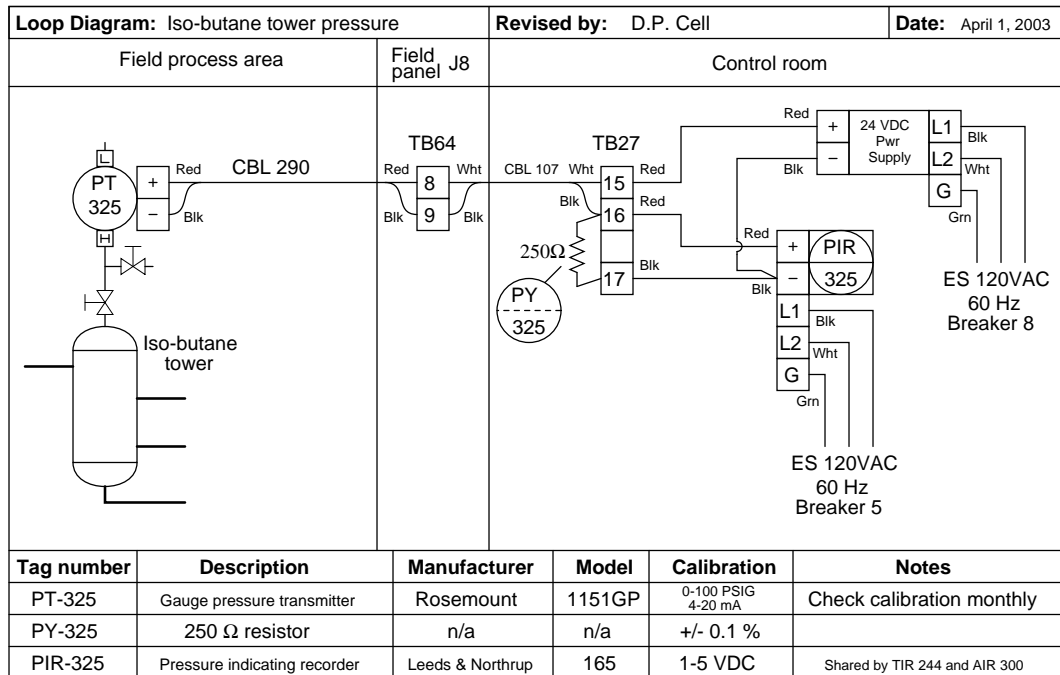 Loop Diagram: Iso-butane tower pressure
Revised by: D.P. Cell
Date: April 1, 2003
Field process area
Field panel J8
Control room
L
PT
325
H
+
−
Red
Blk
CBL 290
TB64
Red
Blk
8
9
Wht
Blk
CBL 107
TB27
Wht
Blk
15
16
17
Red
Red
Blk
250Ω
PY
325
Red
Blk
+
−
24 VDC
Pwr
Supply
L1
L2
G
Blk
Wht
Grn
ES 120VAC
60 Hz
Breaker 8
Red
Blk
+
−
PIR
325
L1
L2
G
Blk
Wht
Grn
ES 120VAC
60 Hz
Breaker 5
Iso-butane
tower
Tag number Description Manufacturer Model Calibration Notes
PT-325 Gauge pressure transmitter Rosemount 1151GP 0-100 PSIG 4-20 mA Check calibration monthly
PY-325 250 Ω resistor n/a n/a +/- 0.1 %
PIR-325 Pressure indicating recorder Leeds & Northrup 165 1-5 VDC Shared by TIR 244 and AIR 300